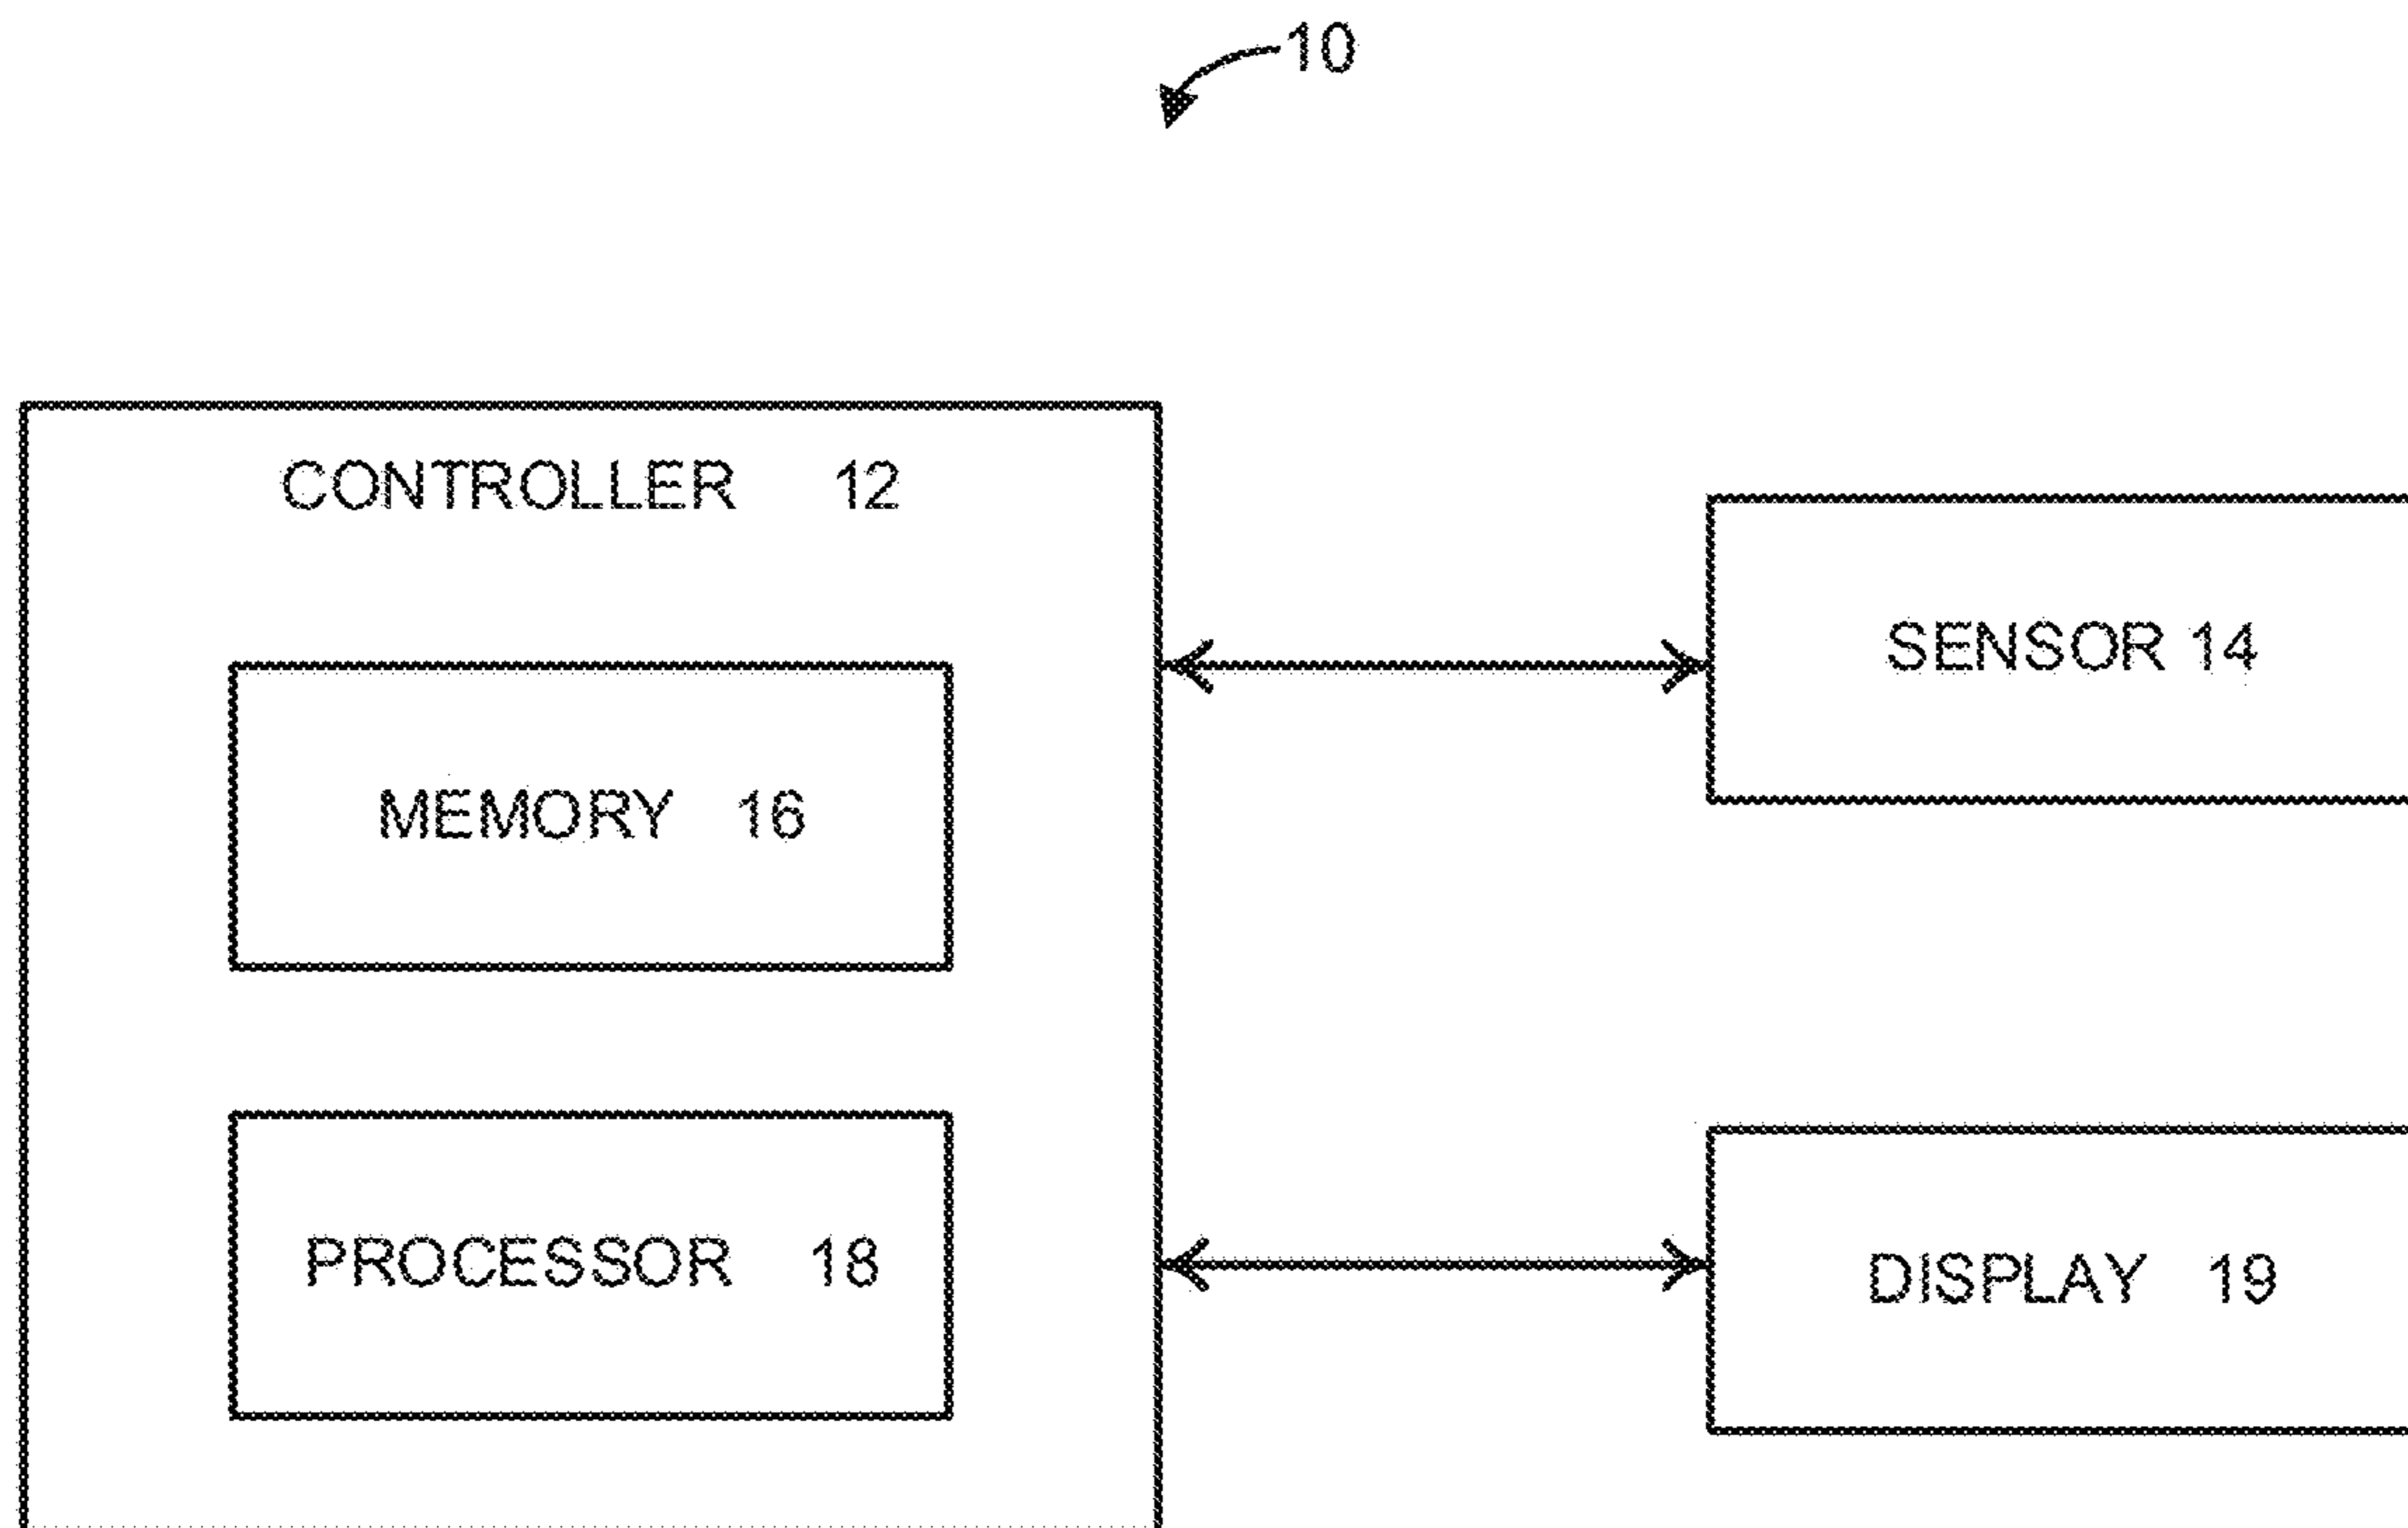 10
CONTROLLER 12
SENSOR 14
MEMORY 16
PROCESSOR 18
DISPLAY 19